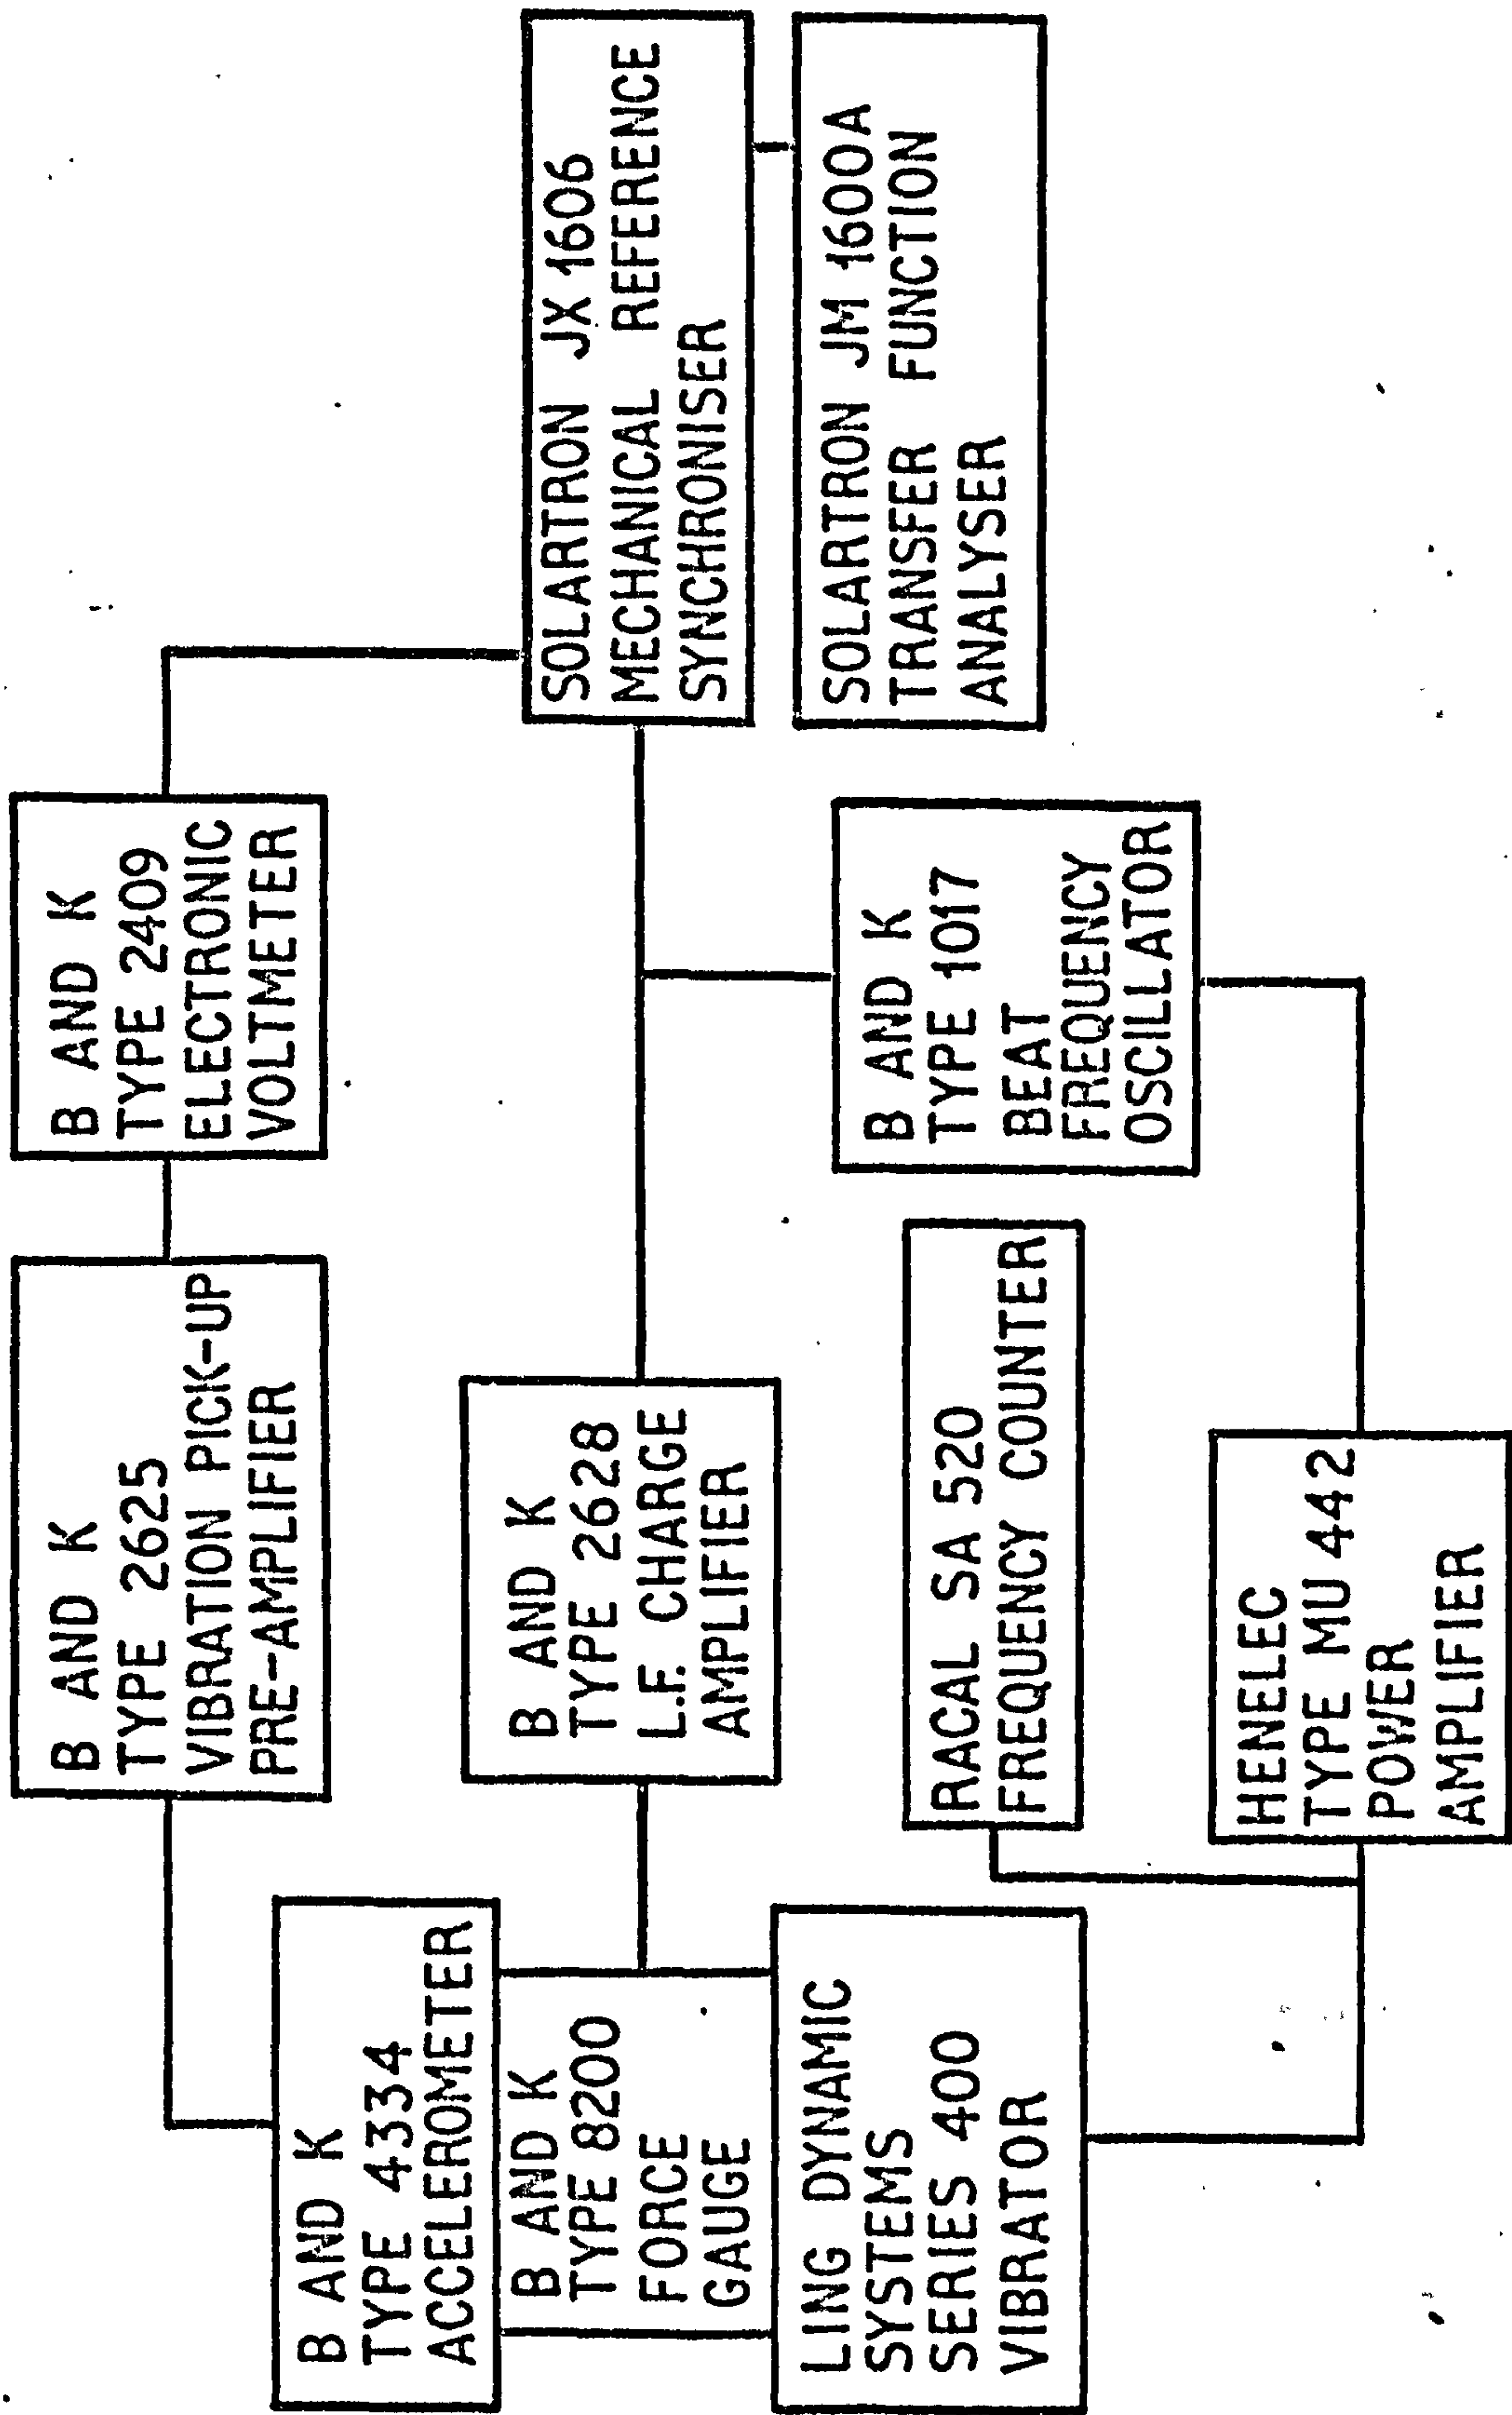 B AND K
TYPE 2625
VIBRATION PICK-UP
PRE-AMPLIFIER
B AND K
TYPE 2409
ELECTRONIC
VOLTMETER
B AND K
TYPE 4334
ACCELEROMETER
B AND K
TYPE 8200
FORCE
GAUGE
B AND K
TYPE 2628
L.F. CHARGE
AMPLIFIER
SOLARTRON JX 1606
MECHANICAL REFERENCE
SYNCHRONISER
SOLARTRON JM 1600A
TRANSFER FUNCTION
ANALYSER
LING DYNAMIC
SYSTEMS
SERIES 400
VIBRATOR
RACAL SA 520
FREQUENCY COUNTER
B AND K
TYPE 1017
BEAT
FREQUENCY
OSCILLATOR
HENELEC
TYPE MU 442
POWER
AMPLIFIER